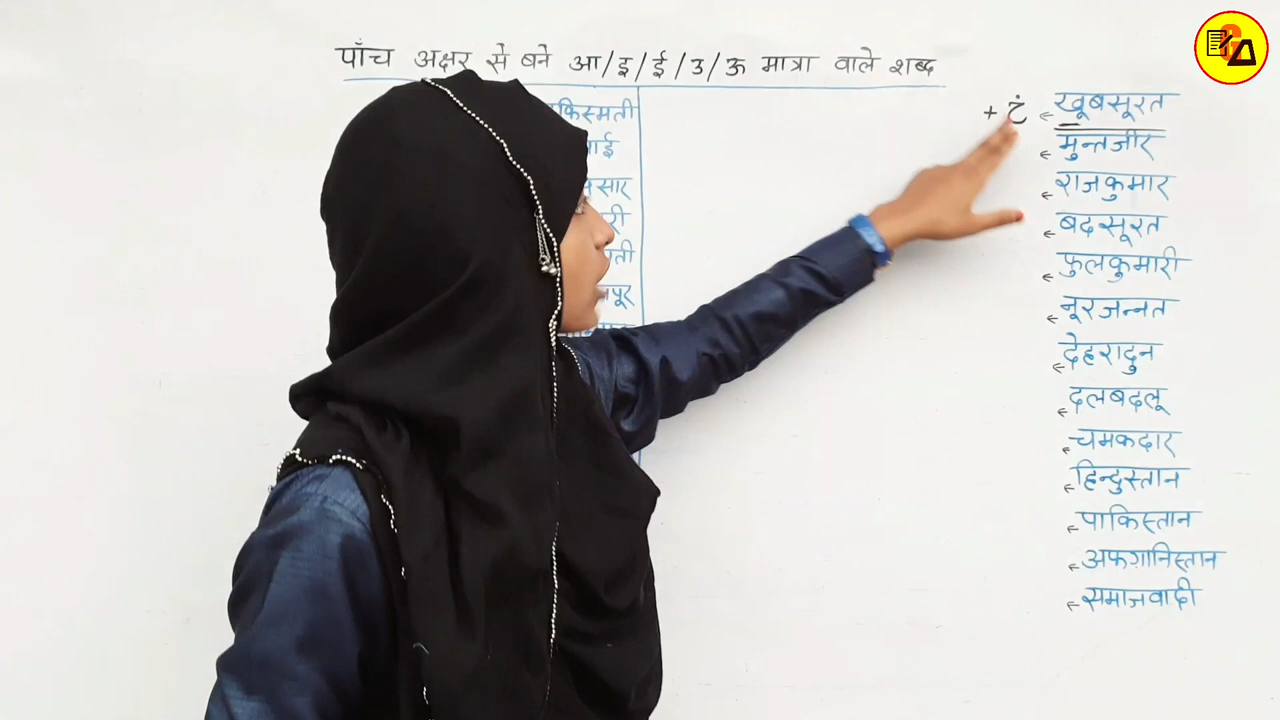 पाँच अक्षर से बने आ/इ/ई/उ/ऊ मात्रा वाले शब्द
+ خ ← खूबसूरत
← मुन्तजीर
← राजकुमार
← बदसूरत
← फुलकुमारी
← नूरजन्नत
← देहरादुन
← दलबदलू
← चमकदार
← हिन्दुस्तान
← पाकिस्तान
← अफग़ानिस्तान
← समाजवादी